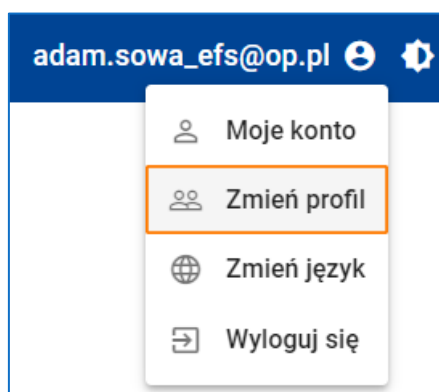 adam.sowa_efs@op.pl
Moje konto
Zmień profil
Zmień język
Wyloguj się